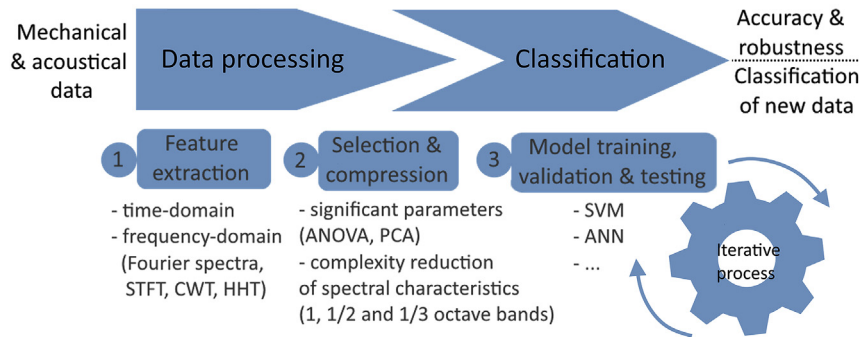 Mechanical
& acoustical
data
Data processing
Classification
Accuracy &
robustness
Classification
of new data
1
Feature
extraction
- time-domain
- frequency-domain
(Fourier spectra,
STFT, CWT, HHT)
2
Selection &
compression
- significant parameters
(ANOVA, PCA)
- complexity reduction
of spectral characteristics
(1, 1/2 and 1/3 octave bands)
3
Model training,
validation & testing
- SVM
- ANN
- ...
Iterative
process